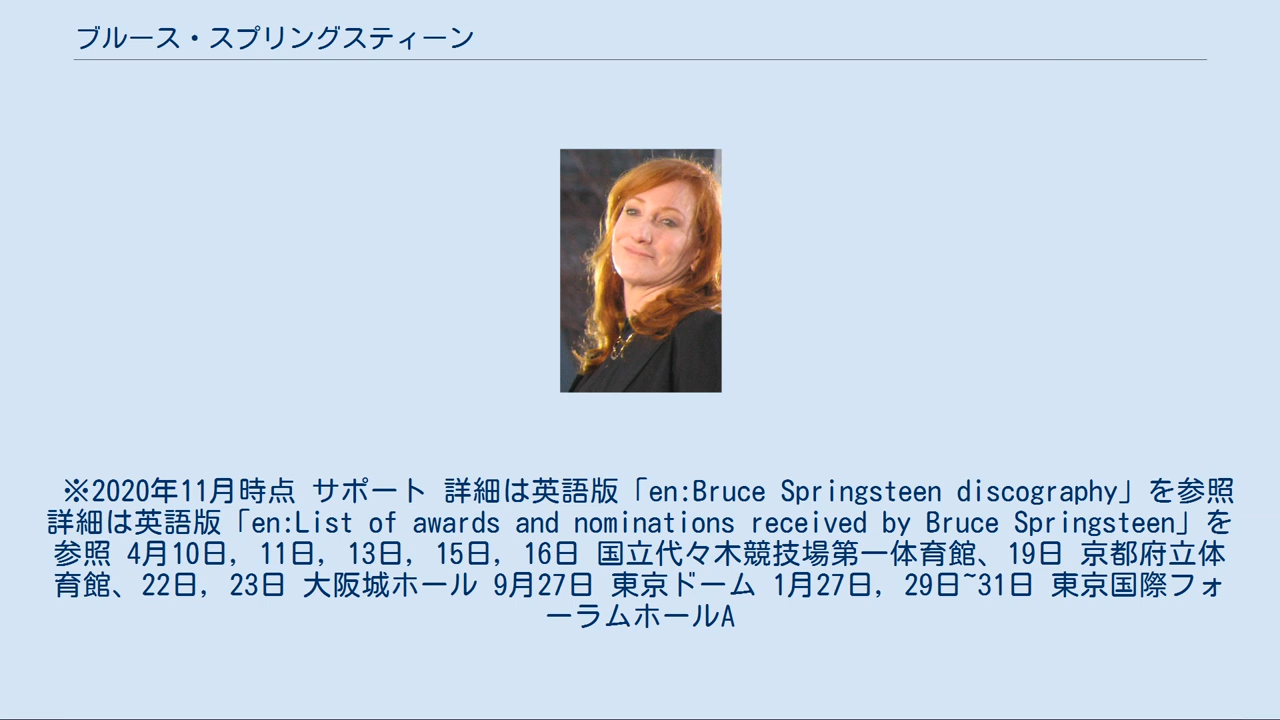 ブルース・スプリングスティーン
※2020年11月時点 サポート 詳細は英語版「en:Bruce Springsteen discography」を参照
詳細は英語版「en:List of awards and nominations received by Bruce Springsteen」を
参照 4月10日, 11日, 13日, 15日, 16日 国立代々木競技場第一体育館、19日 京都府立体
育館、22日, 23日 大阪城ホール 9月27日 東京ドーム 1月27日, 29日~31日 東京国際フォ
ーラムホールA